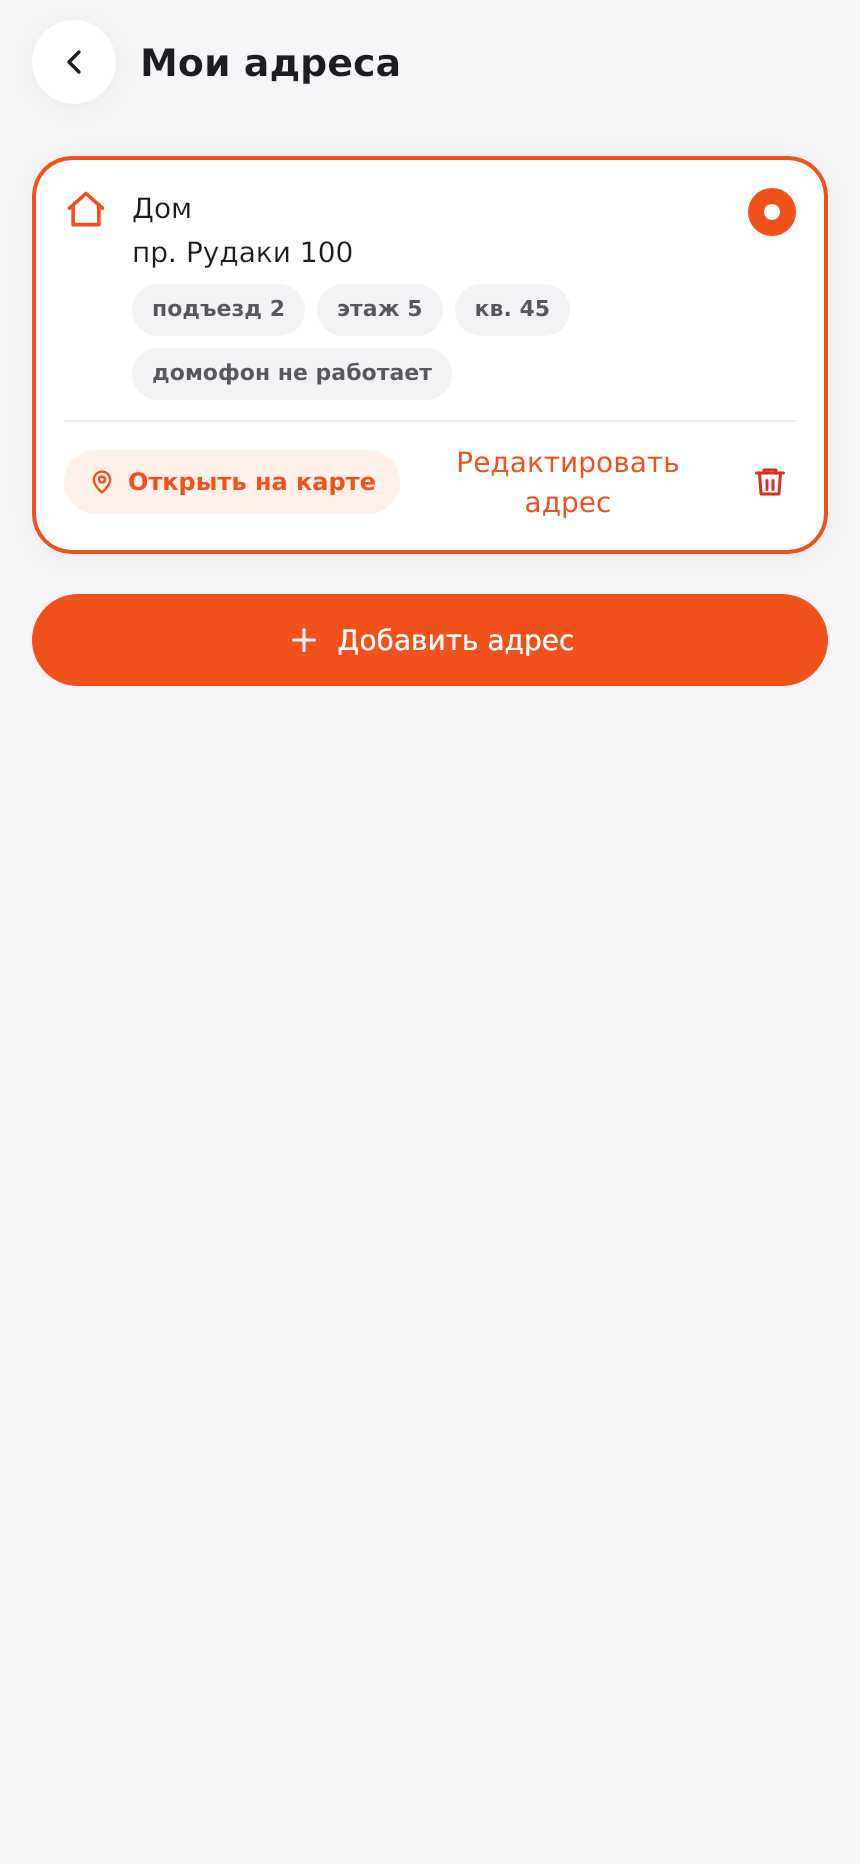 Мои адреса
Дом
пр. Рудаки 100
подъезд 2 этаж 5 кв. 45
домофон не работает
Открыть на карте
Редактировать
адрес
Добавить адрес